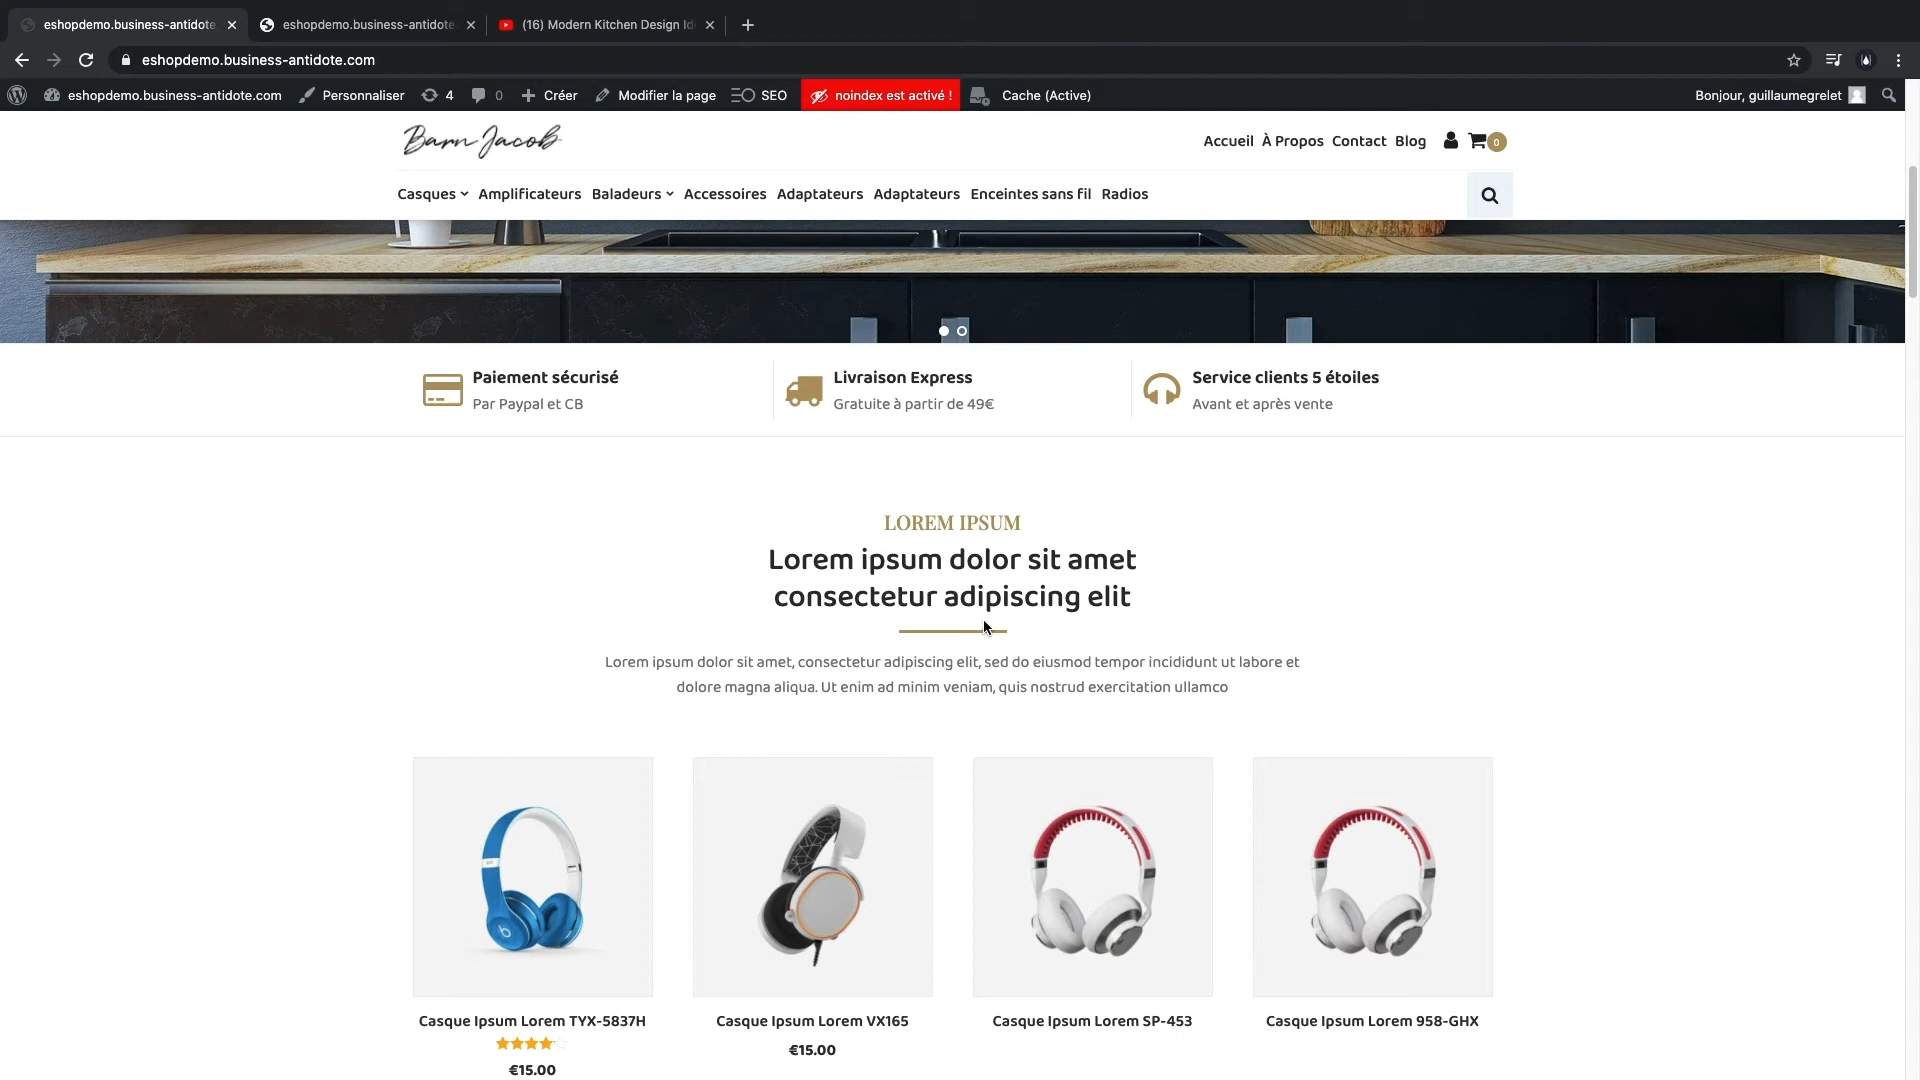 eshopdemo.business-antidote
eshopdemo.business-antidote
(16) Modern Kitchen Design Id
eshopdemo.business-antidote.com
eshopdemo.business-antidote.com
Personnaliser
4
0
Créer
Modifier la page
SEO
noindex est activé !
Cache (Active)
Bonjour, guillaumegrelet
Barn Jacob
Accueil
À Propos
Contact
Blog
0
Casques
Amplificateurs
Baladeurs
Accessoires
Adaptateurs
Adaptateurs
Enceintes sans fil
Radios
Paiement sécurisé
Par Paypal et CB
Livraison Express
Gratuite à partir de 49€
Service clients 5 étoiles
Avant et après vente
LOREM IPSUM
Lorem ipsum dolor sit amet
consectetur adipiscing elit
Lorem ipsum dolor sit amet, consectetur adipiscing elit, sed do eiusmod tempor incididunt ut labore et
dolore magna aliqua. Ut enim ad minim veniam, quis nostrud exercitation ullamco
Casque Ipsum Lorem TYX-5837H
€15.00
Casque Ipsum Lorem VX165
€15.00
Casque Ipsum Lorem SP-453
Casque Ipsum Lorem 958-GHX